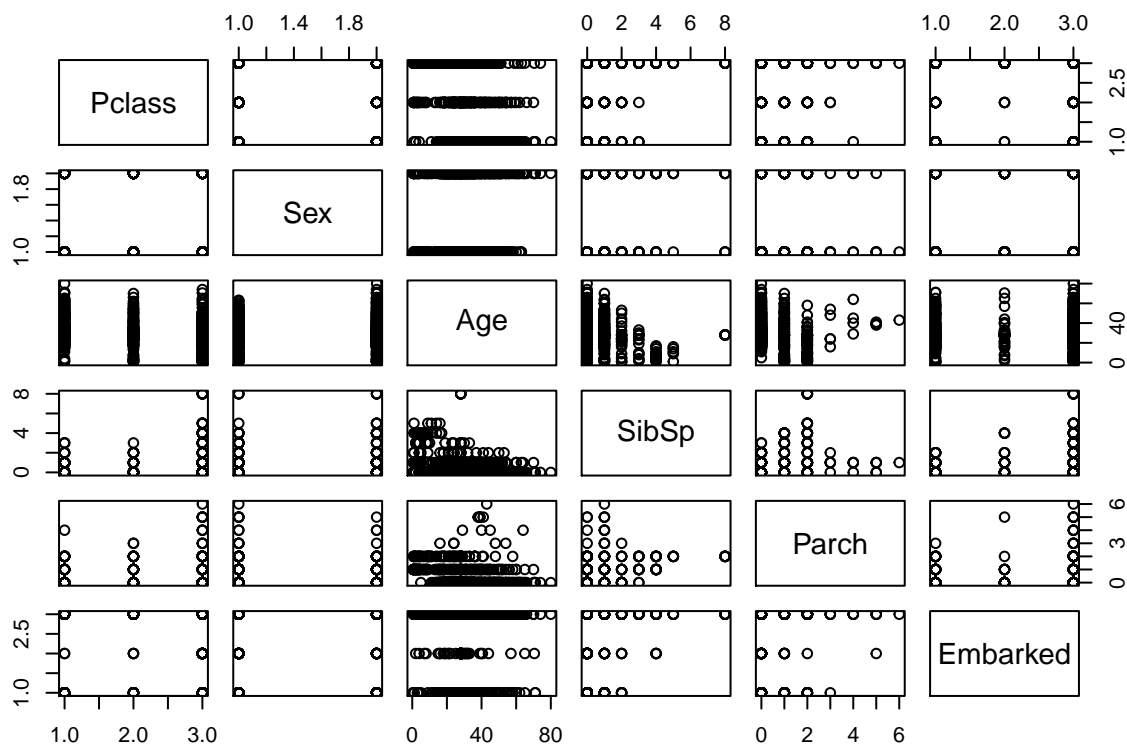 1.0 1.4 1.8 0 2 4 6 8 1.0 2.0 3.0
Pclass 1.0 2.5
1.0 1.8 Sex
Age 0 40
0 4 8 SibSp
Parch 0 3 6
1.0 2.5 Embarked
1.0 2.0 3.0 0 40 80 0 2 4 6